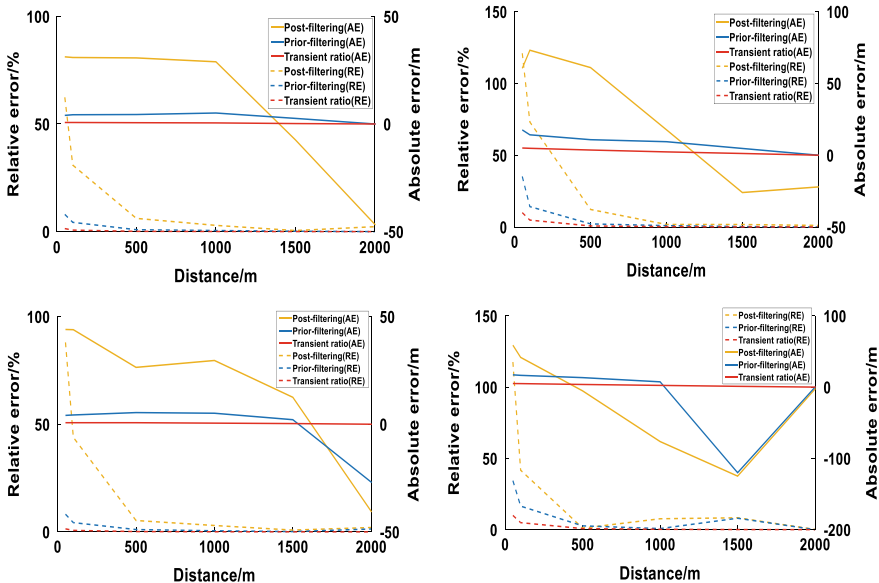 Relative error/%
100
50
0
0
500
1000
1500
2000
Distance/m
50
0
-50
Absolute error/m
Post-filtering(AE)
Prior-filtering(AE)
Transient ratio(AE)
Post-filtering(RE)
Prior-filtering(RE)
Transient ratio(RE)
Relative error/%
150
100
50
0
0
500
1000
1500
2000
Distance/m
100
50
0
-50
Absolute error/m
Post-filtering(AE)
Prior-filtering(AE)
Transient ratio(AE)
Post-filtering(RE)
Prior-filtering(RE)
Transient ratio(RE)
Relative error/%
100
50
0
0
500
1000
1500
2000
Distance/m
50
0
-50
Absolute error/m
Post-filtering(AE)
Prior-filtering(AE)
Transient ratio(AE)
Post-filtering(RE)
Prior-filtering(RE)
Transient ratio(RE)
Relative error/%
150
100
50
0
0
500
1000
1500
2000
Distance/m
100
0
-100
-200
Absolute error/m
Post-filtering(RE)
Prior-filtering(RE)
Transient ratio(RE)
Post-filtering(AE)
Prior-filtering(AE)
Transient ratio(AE)